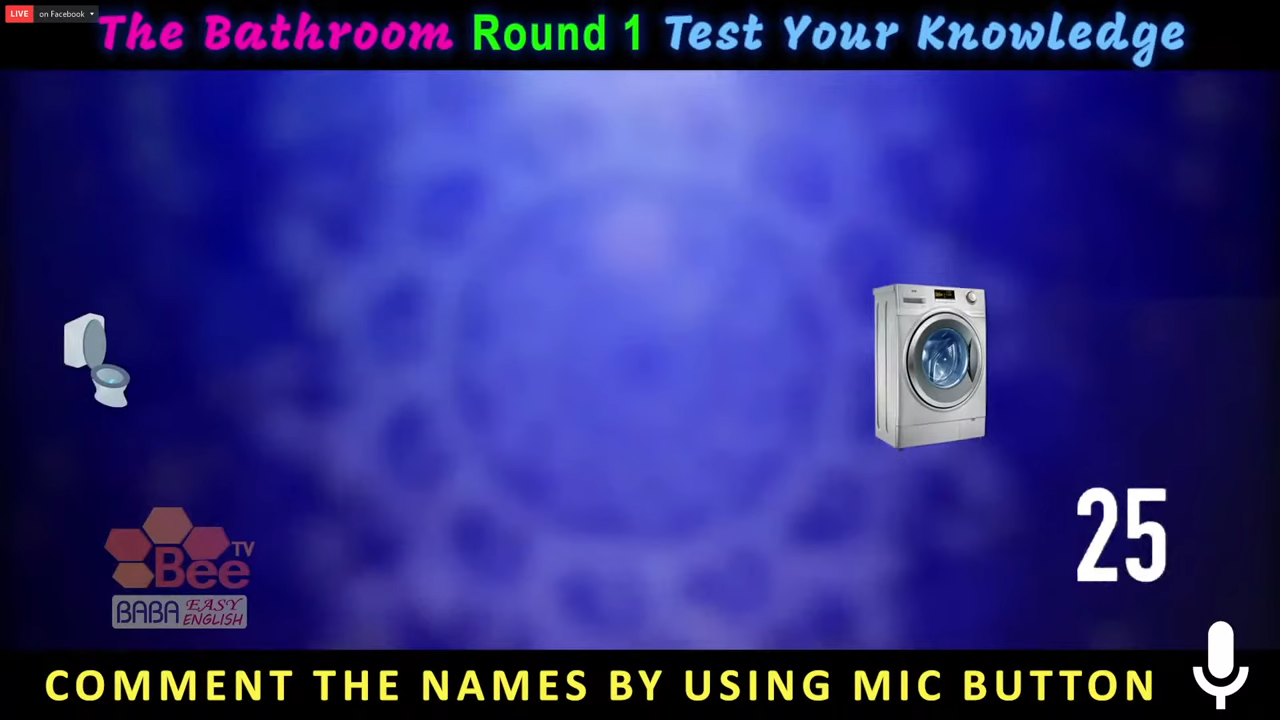 LIVE on Facebook
The Bathroom Round 1 Test Your Knowledge
25
Bee TV
BABA EASY ENGLISH
COMMENT THE NAMES BY USING MIC BUTTON